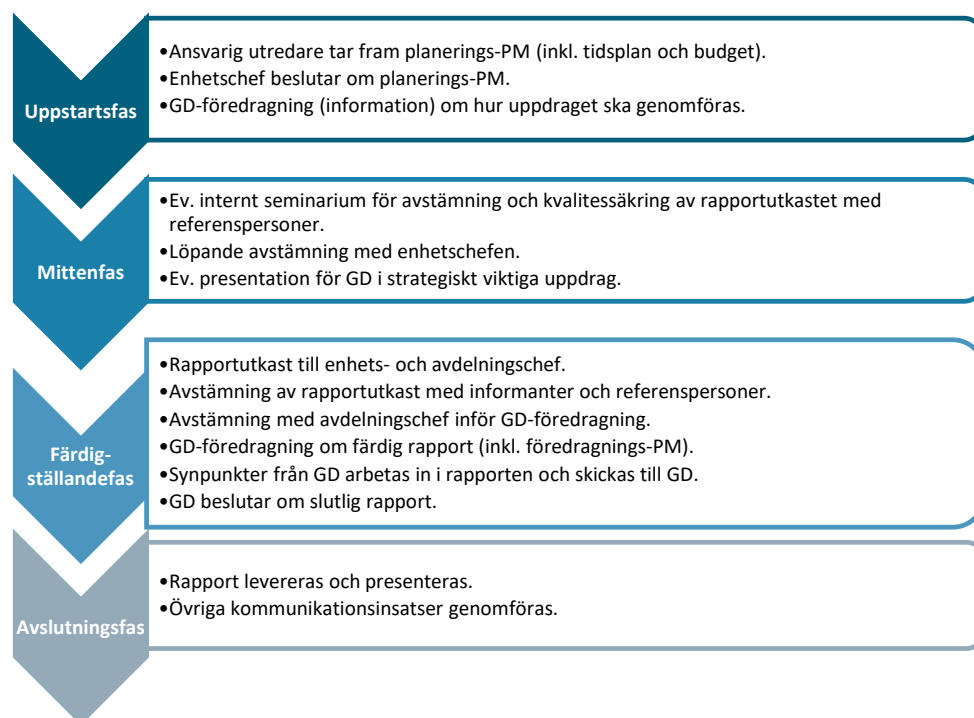 Uppstartsfas
•Ansvarig utredare tar fram planerings-PM (inkl. tidsplan och budget).
•Enhetschef beslutar om planerings-PM.
•GD-föredragning (information) om hur uppdraget ska genomföras.
Mittenfas
•Ev. internt seminarium för avstämning och kvalitessäkring av rapportutkastet med
referenspersoner.
•Löpande avstämning med enhetschefen.
•Ev. presentation för GD i strategiskt viktiga uppdrag.
Färdig-
ställandefas
•Rapportutkast till enhets- och avdelningschef.
•Avstämning av rapportutkast med informanter och referenspersoner.
•Avstämning med avdelningschef inför GD-föredragning.
•GD-föredragning om färdig rapport (inkl. föredragnings-PM).
•Synpunkter från GD arbetas in i rapporten och skickas till GD.
•GD beslutar om slutlig rapport.
Avslutningsfas
•Rapport levereras och presenteras.
•Övriga kommunikationsinsatser genomföras.